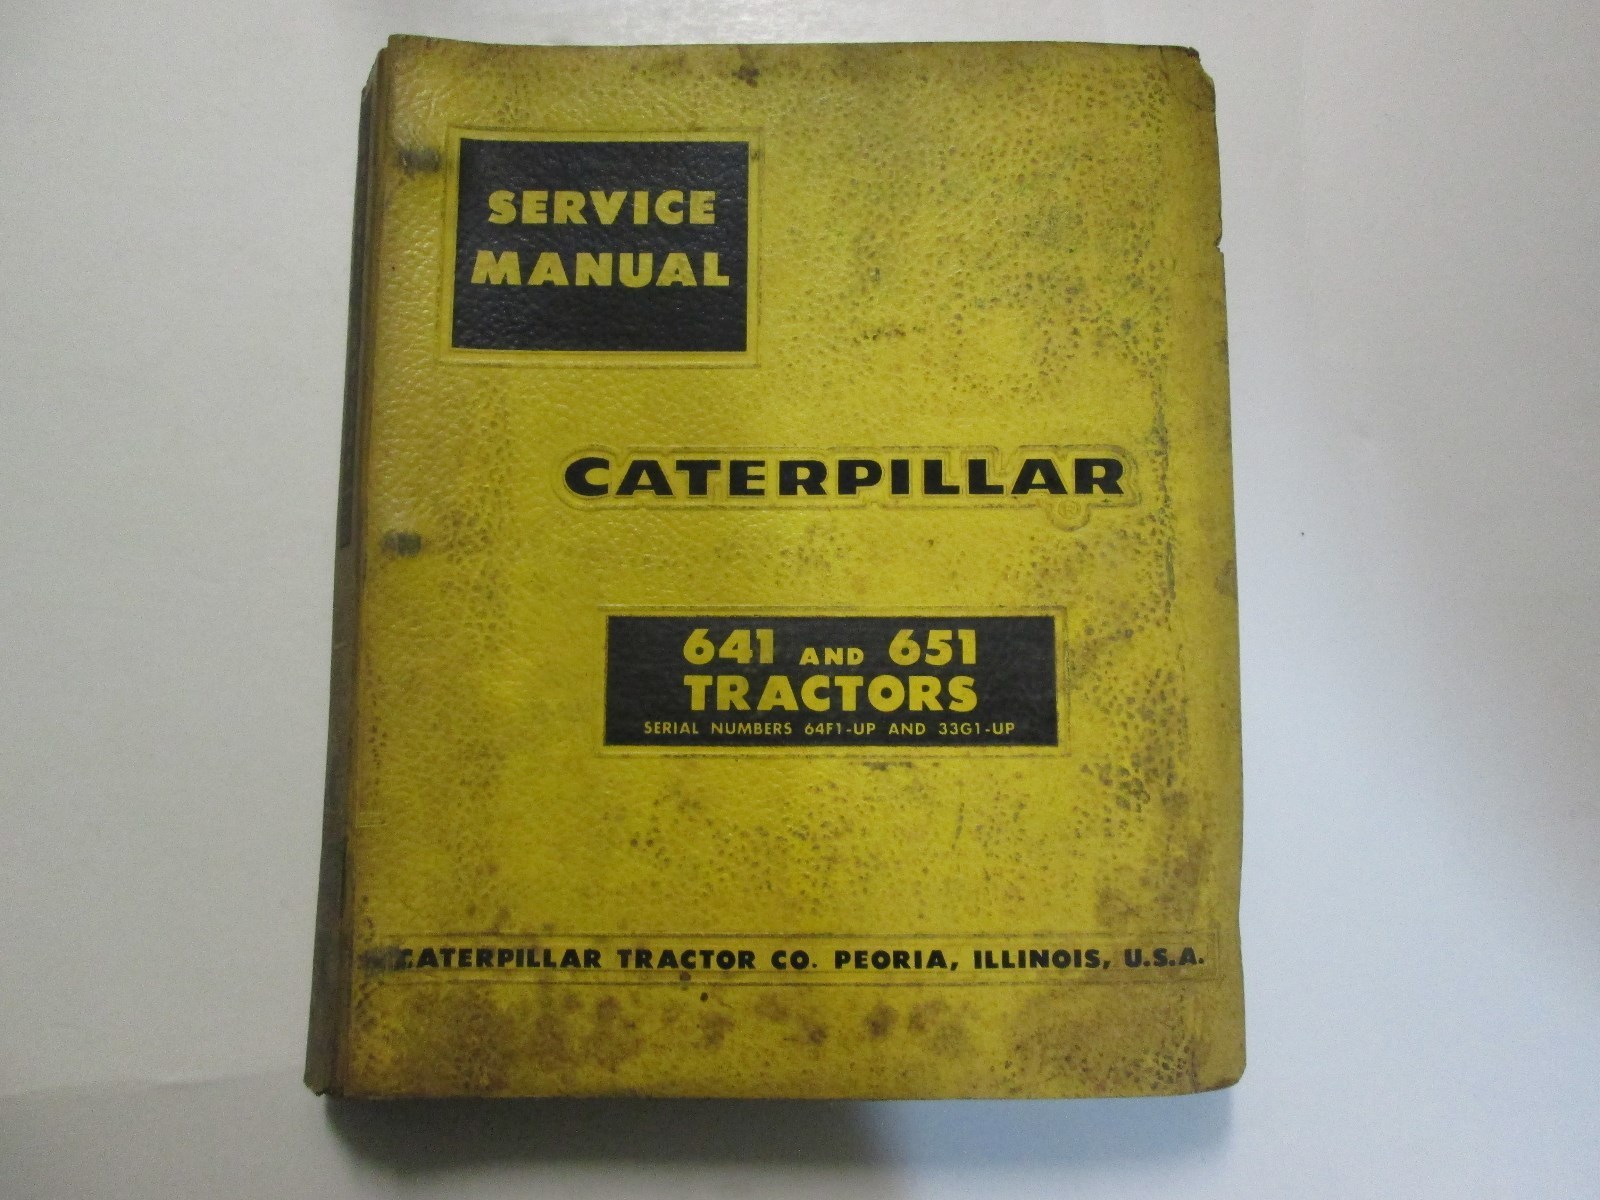 SERVICE
MANUAL
CATERPILLAR
®
641 AND 651
TRACTORS
SERIAL NUMBERS 64F1-UP AND 33G1-UP
CATERPILLAR TRACTOR CO. PEORIA, ILLINOIS, U.S.A.